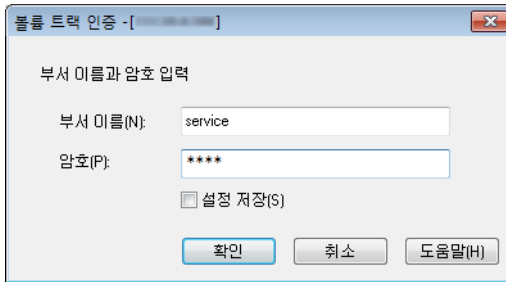 볼륨 트랙 인증 -[ ]
부서 이름과 암호 입력
부서 이름(N): service
암호(P): ****
설정 저장(S)
확인 취소 도움말(H)